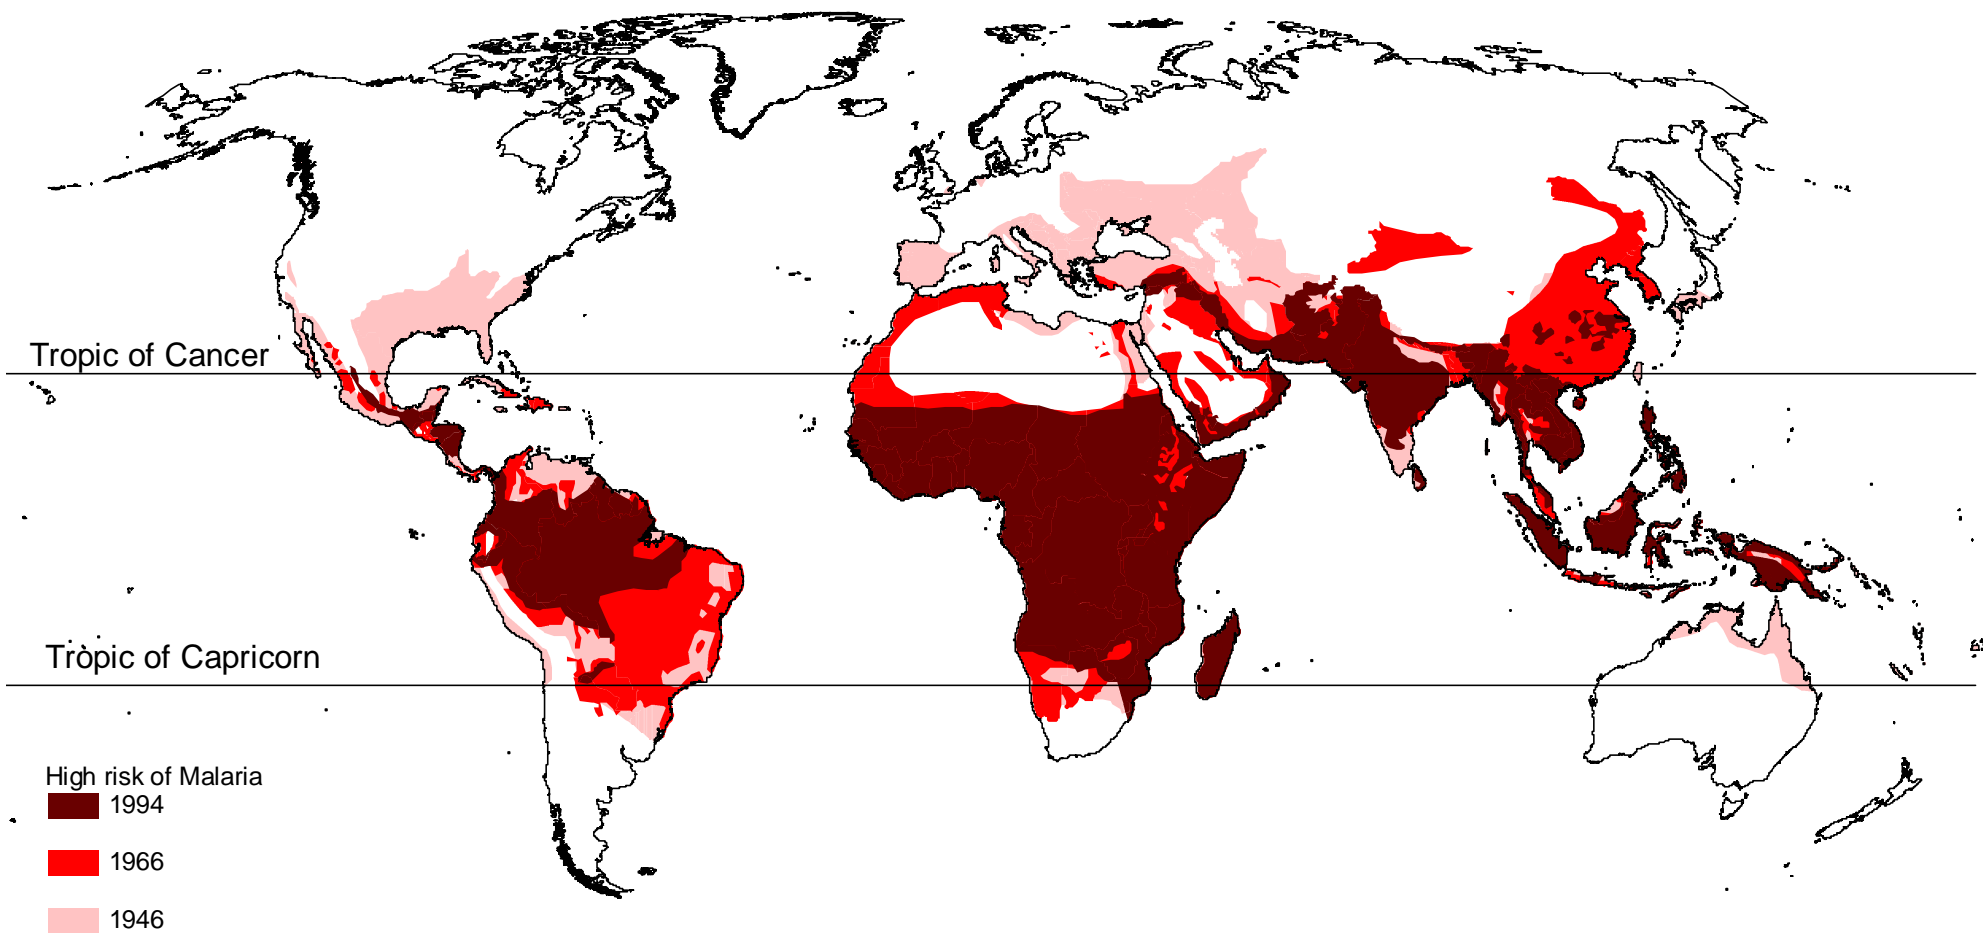 Tropic of Cancer
Tropic of Capricorn
High risk of Malaria
1994
1966
1946